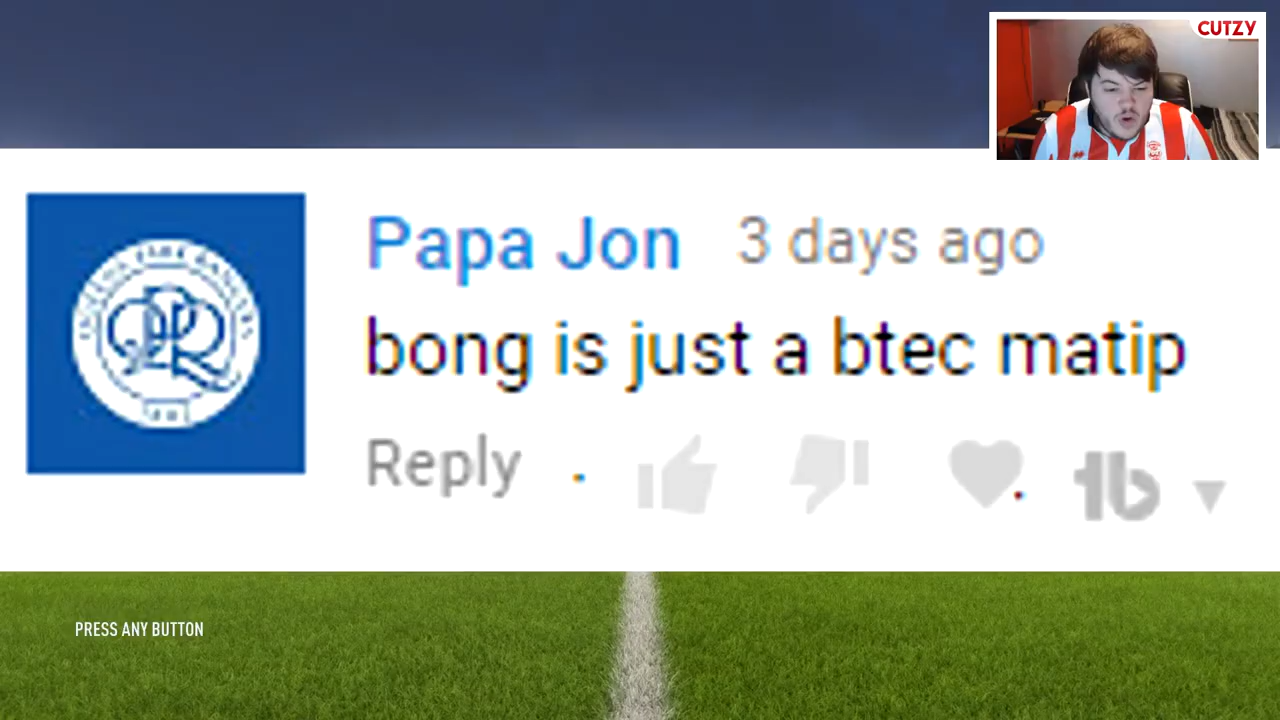 CUTZY
Papa Jon 3 days ago
bong is just a btec matip
Reply
PRESS ANY BUTTON